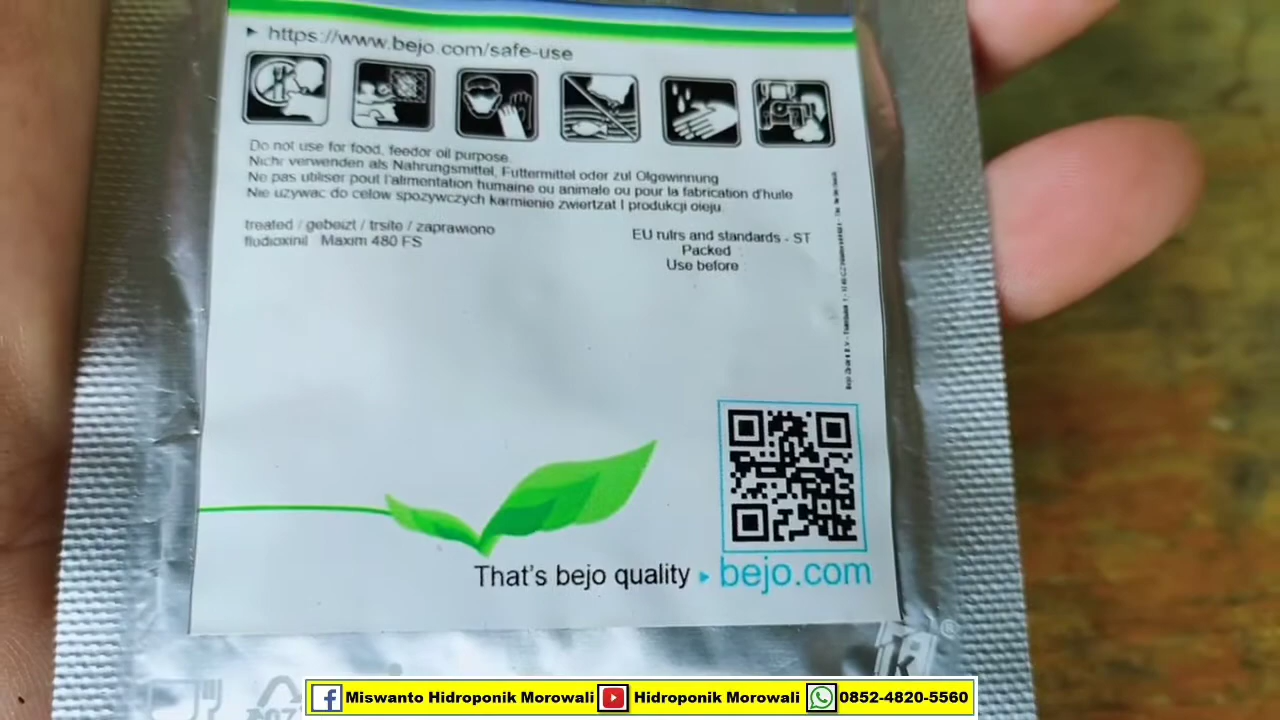 https://www.bejo.com/safe-use
Do not use for food, feedor oil purpose.
Nichr verwenden als Nahrungsmittel, Futtermittel oder zul Olgewinnung
Ne pas utiliser pout l'alimentation humaine ou animale ou pour la fabrication d'huile
Nie uzywac do celow spozywczych karmienie zwiertzat l produkcji oleju.
treated / gebeizt / trsite / zaprawiono
fludioxinil Maxim 480 FS
EU rulrs and standards - ST
Packed :
Use before
That's bejo quality
bejo.com
Miswanto Hidroponik Morowali
Hidroponik Morowali
0852-4820-5560